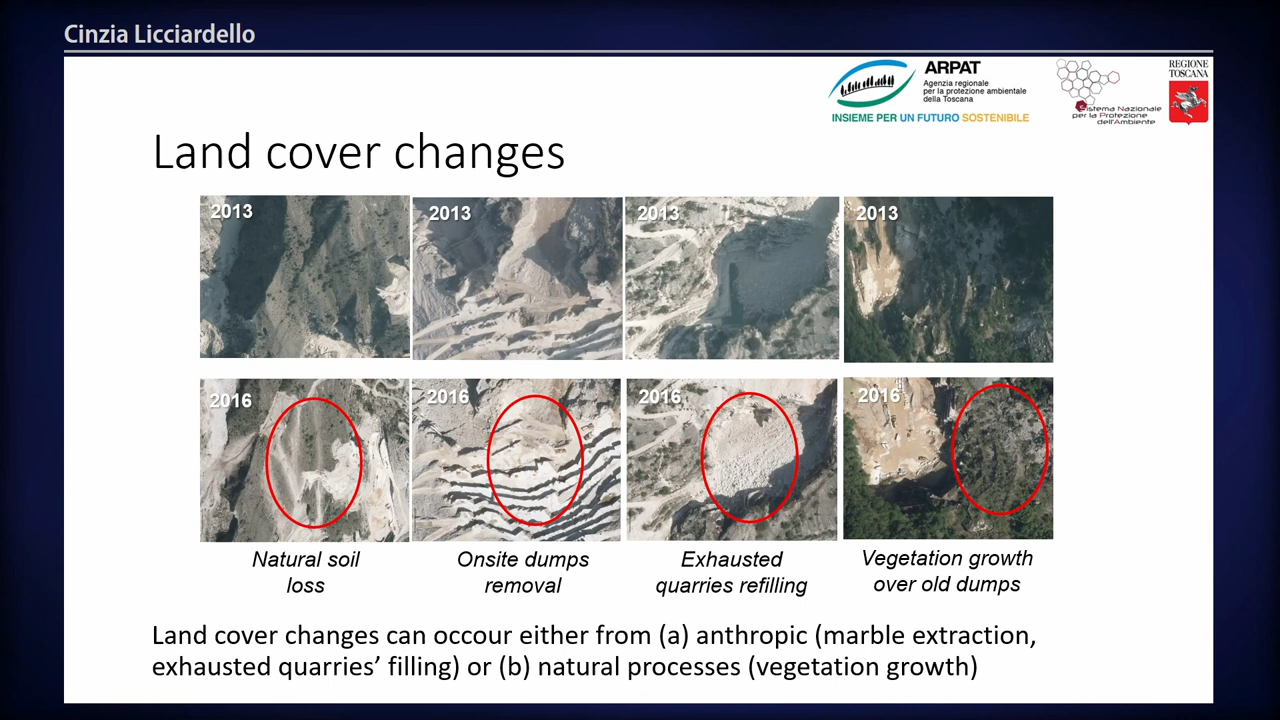 Cinzia Licciardello
ARPAT
Agenzia regionale
per la protezione ambientale
della Toscana
INSIEME PER UN FUTURO SOSTENIBILE
Sistema Nazionale
per la Protezione
dell'Ambiente
REGIONE
TOSCANA
Land cover changes
2013
2013
2013
2013
2016
2016
2016
2016
Natural soil
loss
Onsite dumps
removal
Exhausted
quarries refilling
Vegetation growth
over old dumps
Land cover changes can occour either from (a) anthropic (marble extraction,
exhausted quarries’ filling) or (b) natural processes (vegetation growth)